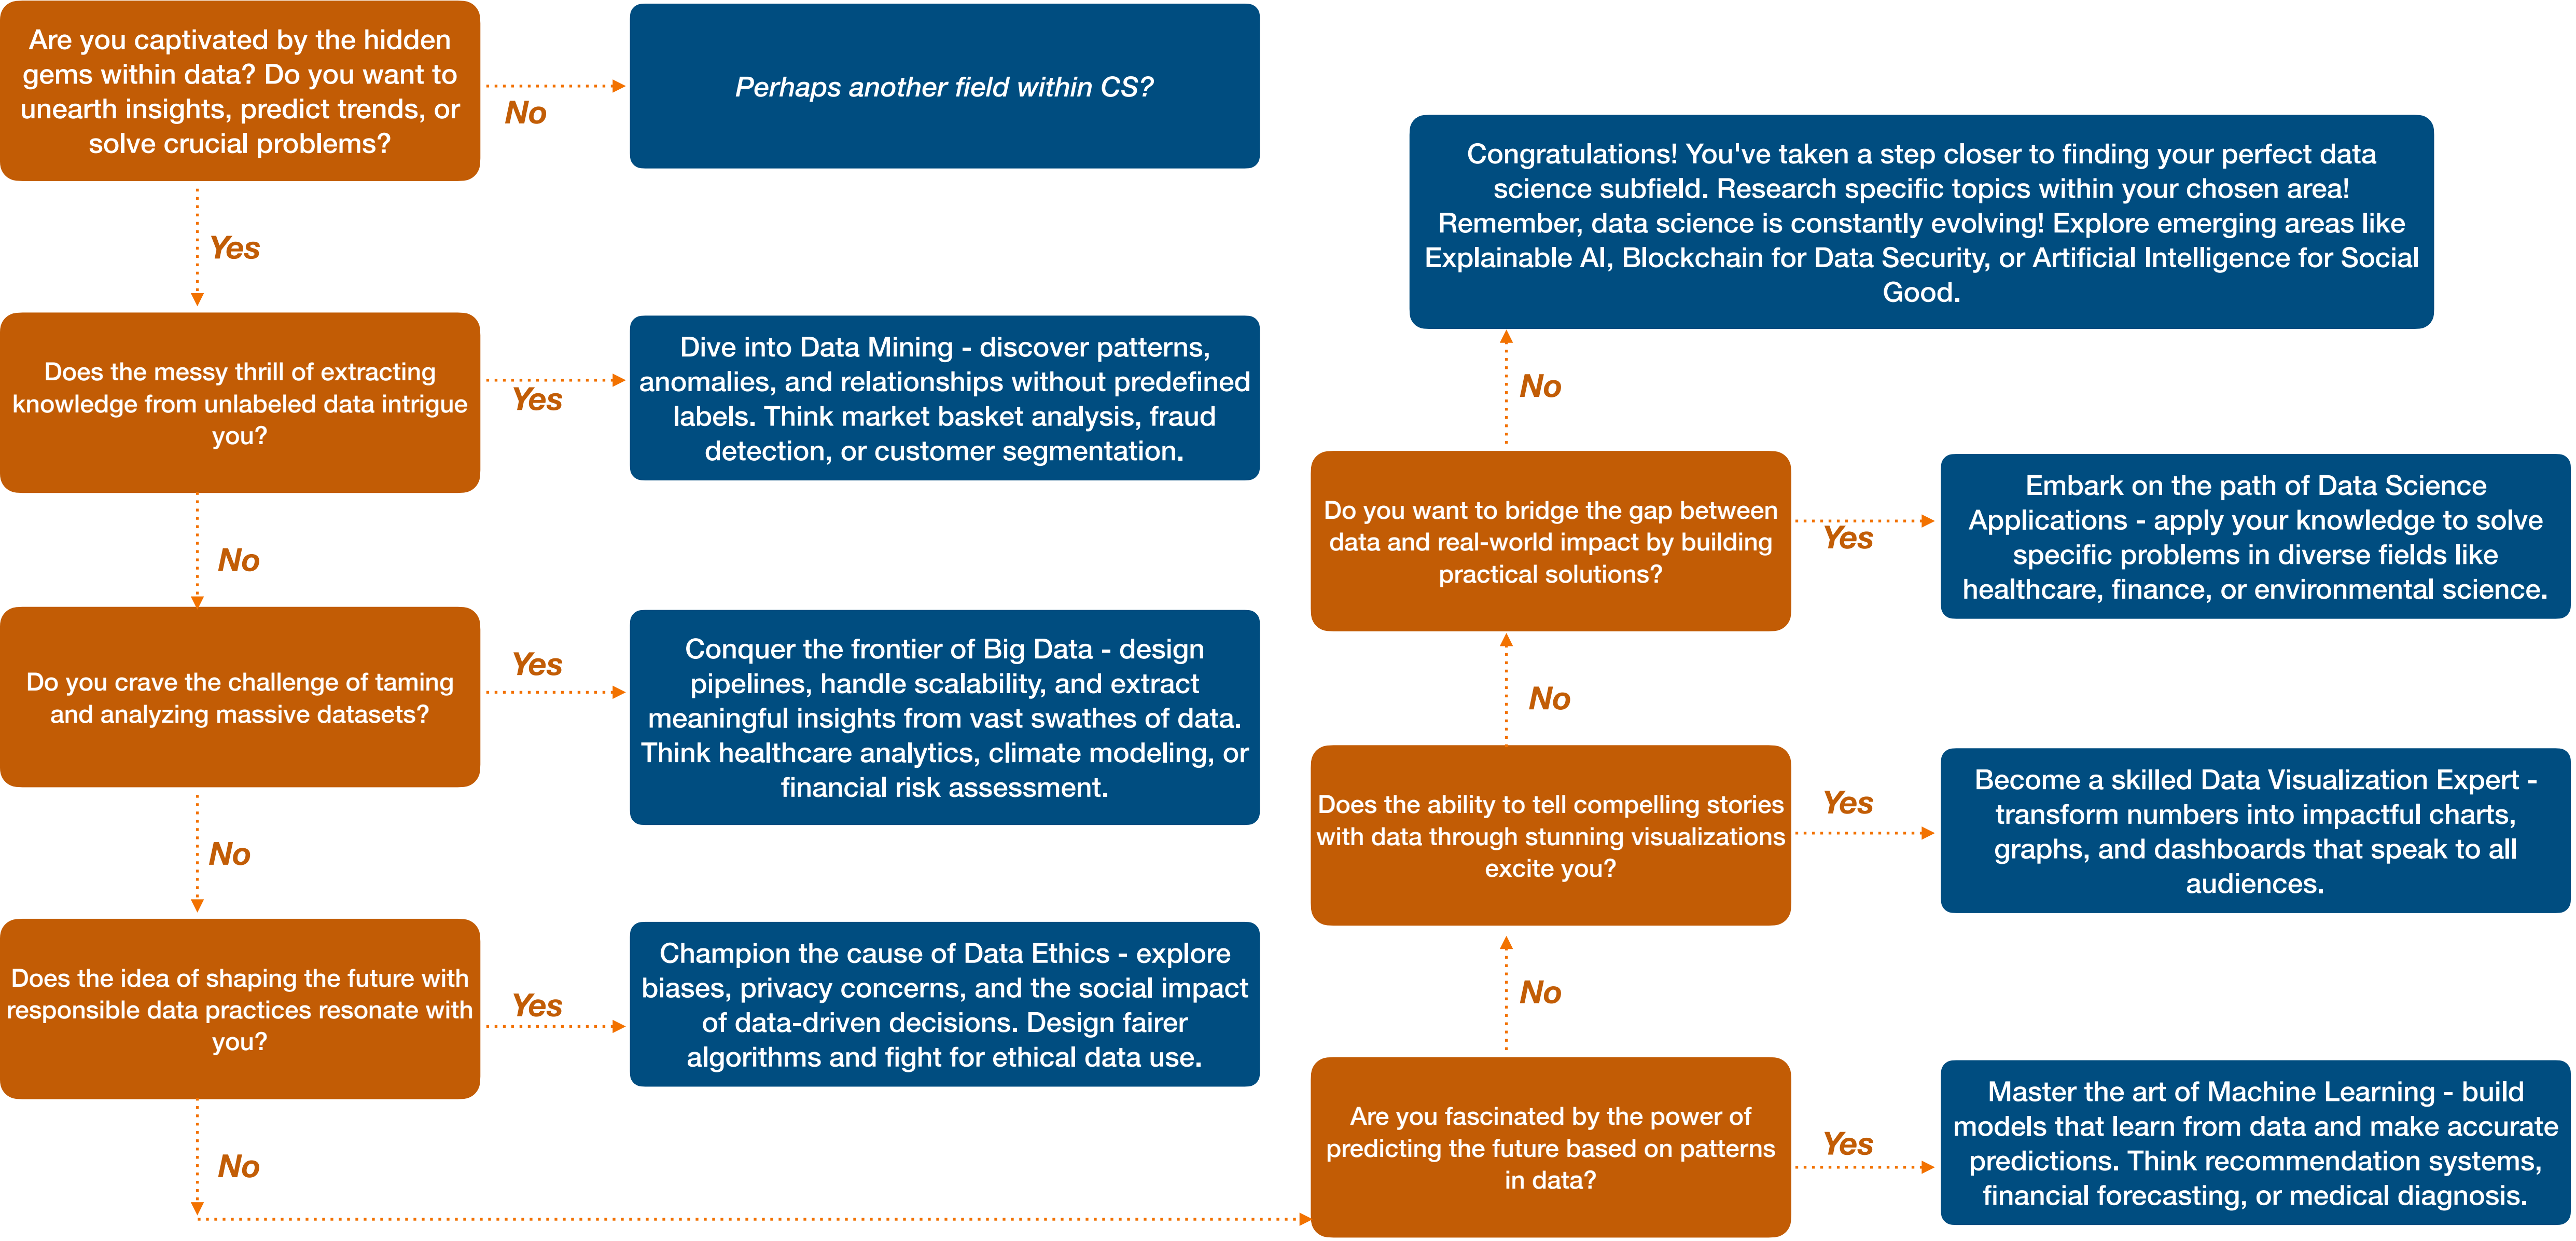 Are you captivated by the hidden
gems within data? Do you want to
unearth insights, predict trends, or
solve crucial problems?
No
Perhaps another field within CS?
Yes
Does the messy thrill of extracting
knowledge from unlabeled data intrigue
you?
Yes
Dive into Data Mining - discover patterns,
anomalies, and relationships without predefined
labels. Think market basket analysis, fraud
detection, or customer segmentation.
No
Do you crave the challenge of taming
and analyzing massive datasets?
Yes
Conquer the frontier of Big Data - design
pipelines, handle scalability, and extract
meaningful insights from vast swathes of data.
Think healthcare analytics, climate modeling, or
financial risk assessment.
No
Does the idea of shaping the future with
responsible data practices resonate with
you?
Yes
Champion the cause of Data Ethics - explore
biases, privacy concerns, and the social impact
of data-driven decisions. Design fairer
algorithms and fight for ethical data use.
No
Are you fascinated by the power of
predicting the future based on patterns
in data?
Yes
Master the art of Machine Learning - build
models that learn from data and make accurate
predictions. Think recommendation systems,
financial forecasting, or medical diagnosis.
No
Does the ability to tell compelling stories
with data through stunning visualizations
excite you?
Yes
Become a skilled Data Visualization Expert -
transform numbers into impactful charts,
graphs, and dashboards that speak to all
audiences.
No
Do you want to bridge the gap between
data and real-world impact by building
practical solutions?
Yes
Embark on the path of Data Science
Applications - apply your knowledge to solve
specific problems in diverse fields like
healthcare, finance, or environmental science.
No
Congratulations! You've taken a step closer to finding your perfect data
science subfield. Research specific topics within your chosen area!
Remember, data science is constantly evolving! Explore emerging areas like
Explainable AI, Blockchain for Data Security, or Artificial Intelligence for Social
Good.